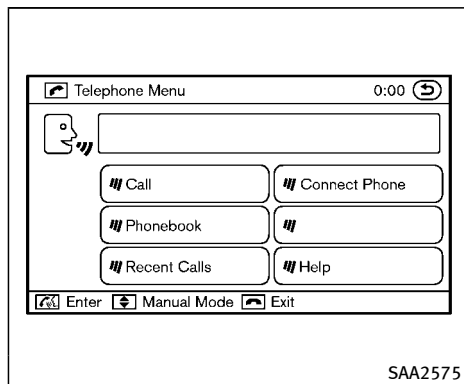 Telephone Menu 0:00
Call
Connect Phone
Phonebook
Recent Calls
Help
Enter Manual Mode Exit
SAA2575